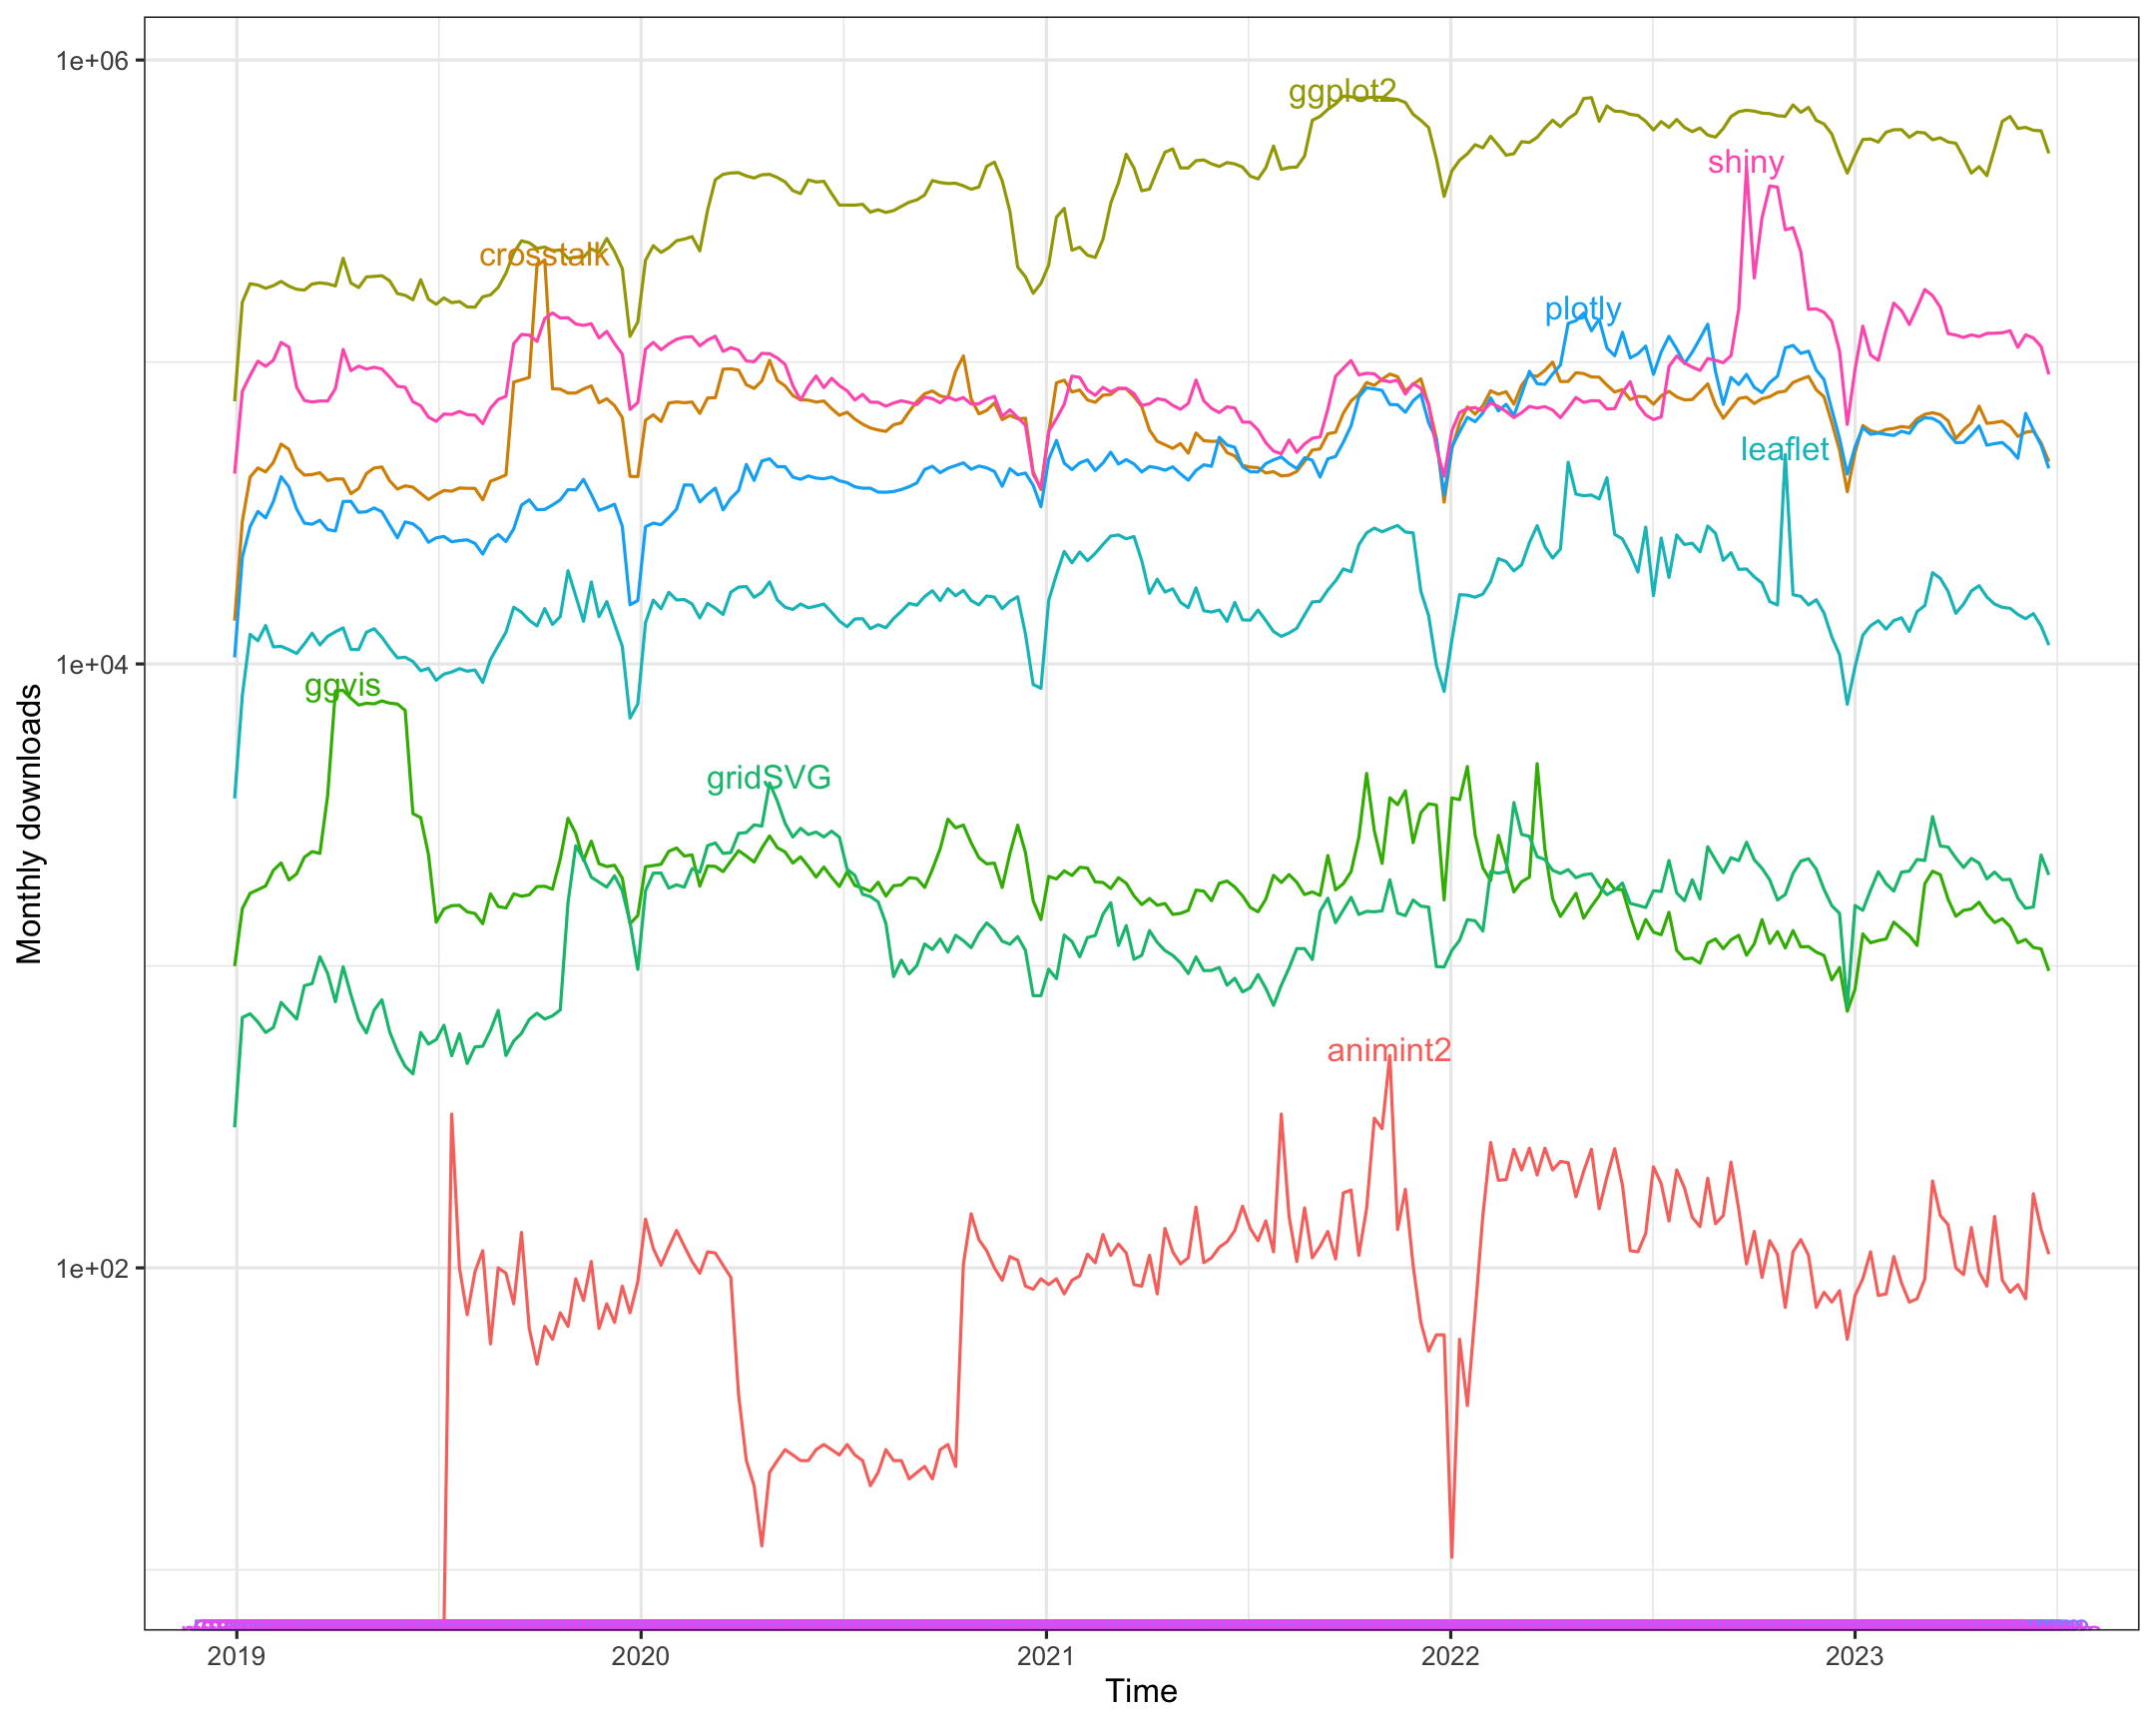 1e+06
ggplot2
shiny
crosstalk
plotly
leaflet
1e+04
ggvis
gridSVG
animint2
1e+02
Monthly downloads
2019
2020
2021
2022
2023
Time